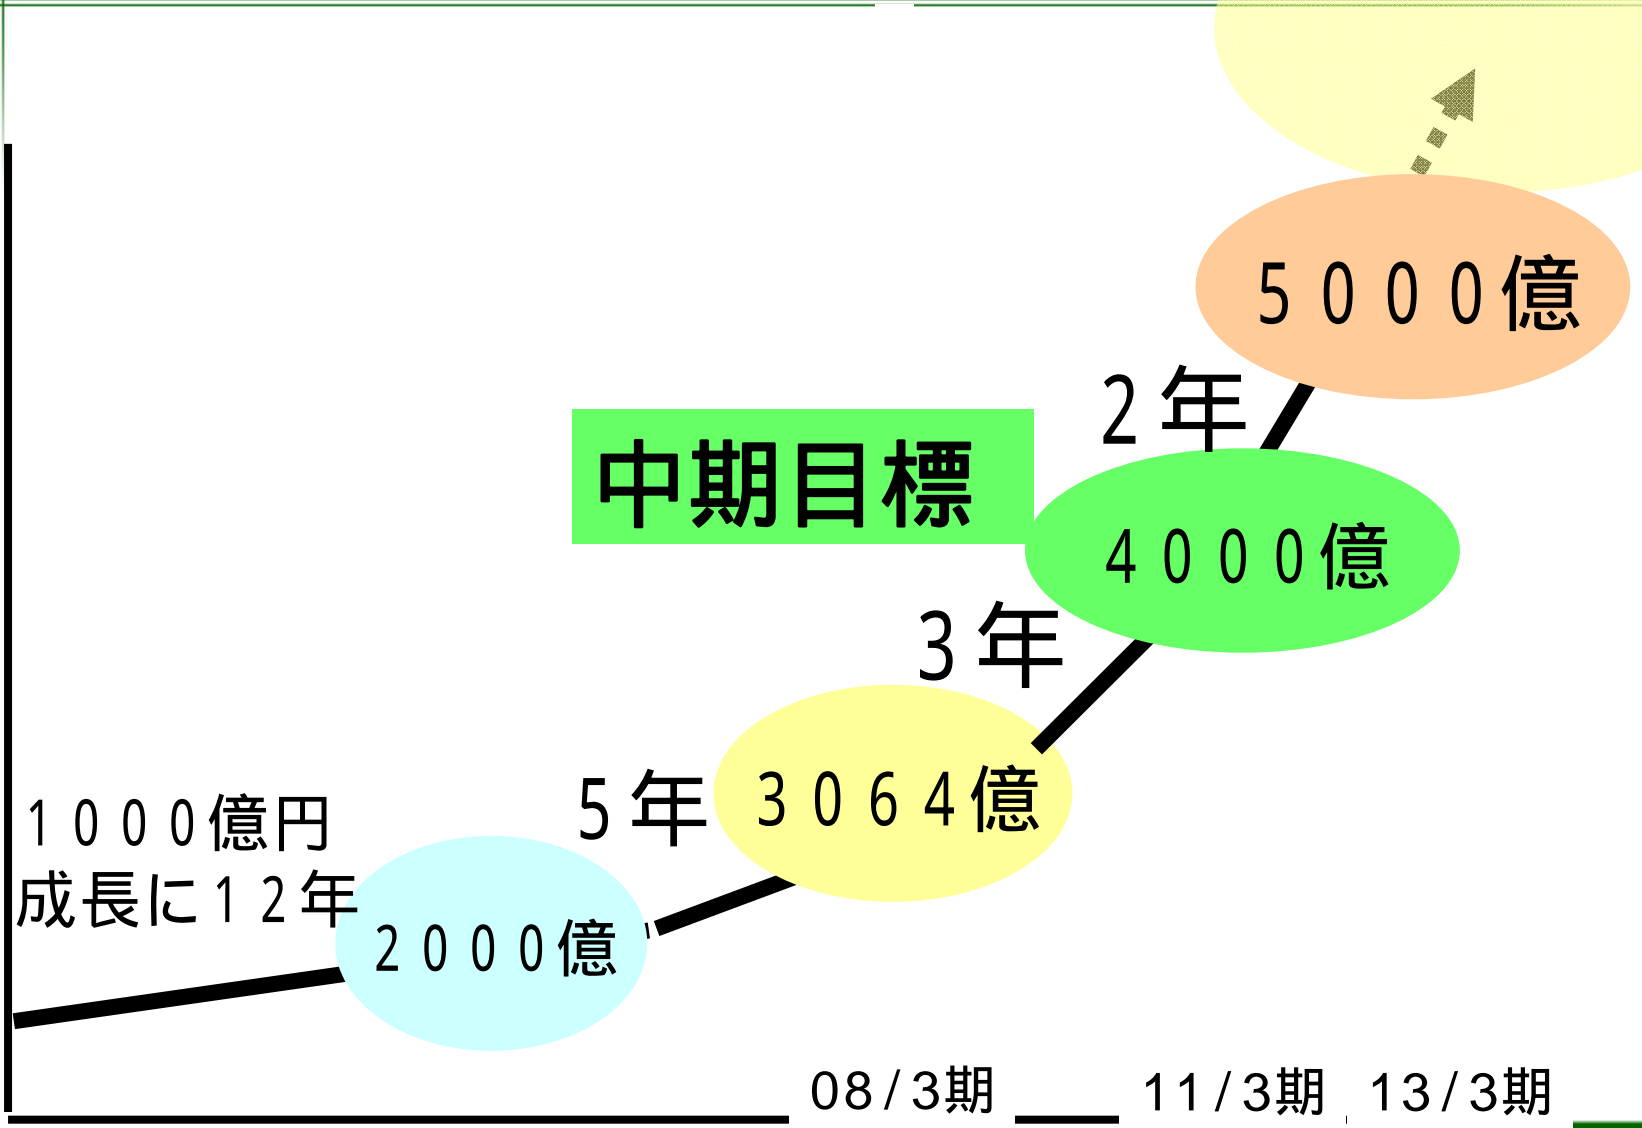 ５０００億
２年
中期目標
４０００億
３年
５年
３０６４億
１０００億円
成長に１２年
２０００億
08/3期
11/3期
13/3期